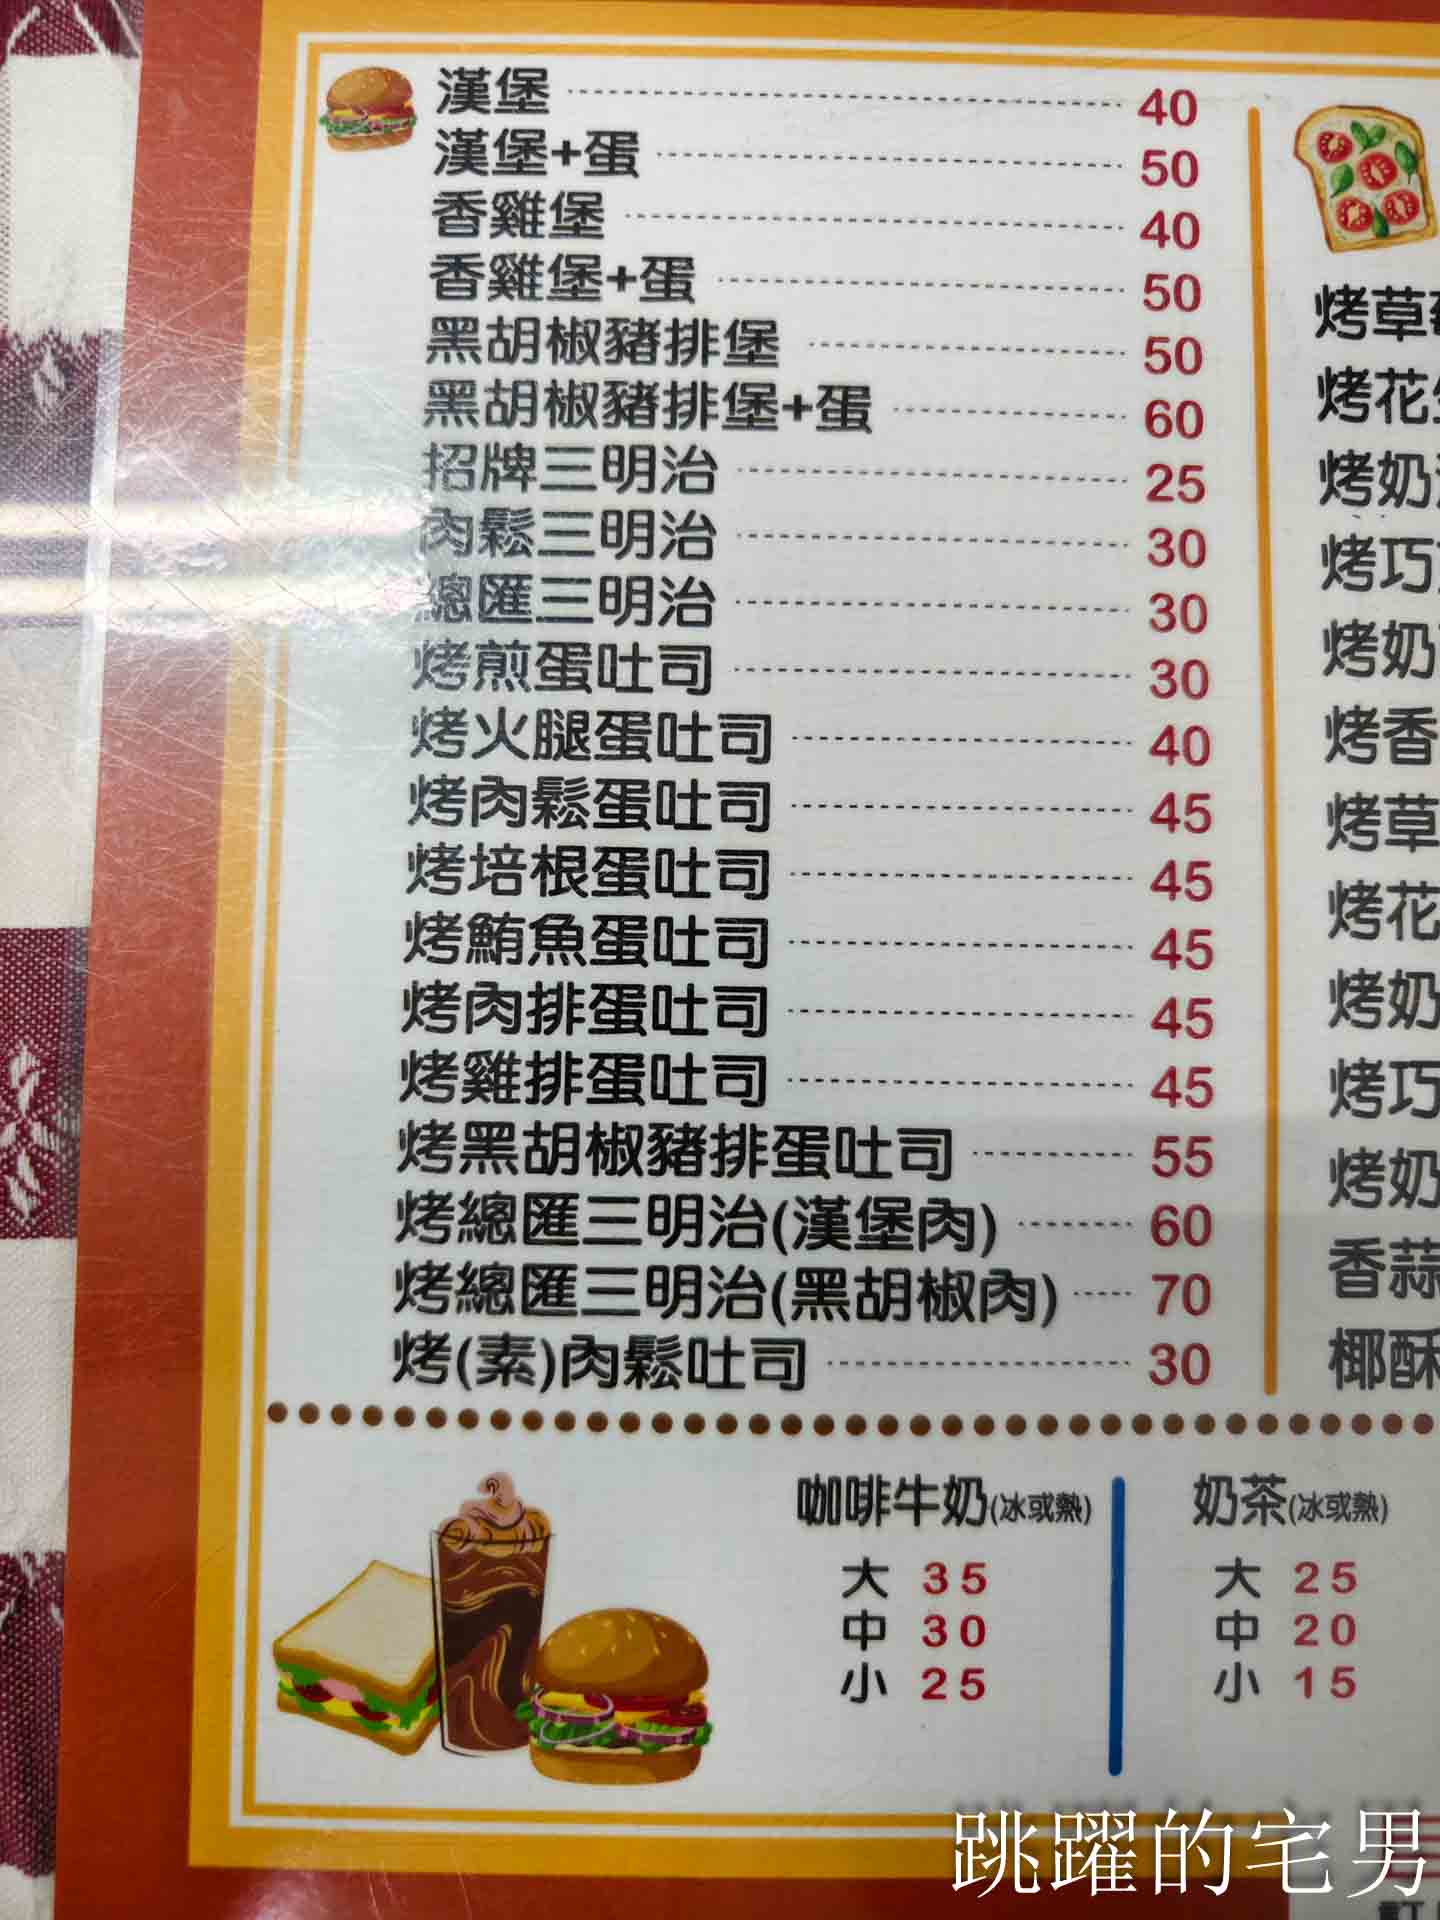 漢堡 40
漢堡+蛋 50
香雞堡 40
香雞堡+蛋 50
黑胡椒豬排堡 50
黑胡椒豬排堡+蛋 60
招牌三明治 25
肉鬆三明治 30
總匯三明治 30
烤煎蛋吐司 30
烤火腿蛋吐司 40
烤肉鬆蛋吐司 45
烤培根蛋吐司 45
烤鮪魚蛋吐司 45
烤肉排蛋吐司 45
烤雞排蛋吐司 45
烤黑胡椒豬排蛋吐司 55
烤總匯三明治(漢堡肉) 60
烤總匯三明治(黑胡椒肉) 70
烤(素)肉鬆吐司 30
烤草
烤花
烤奶
烤巧
烤奶
烤香
烤草
烤花
烤奶
烤巧
烤奶
香蒜
椰酥
咖啡牛奶(冰或熱)
大 35
中 30
小 25
奶茶(冰或熱)
大 25
中 20
小 15
跳躍的宅男